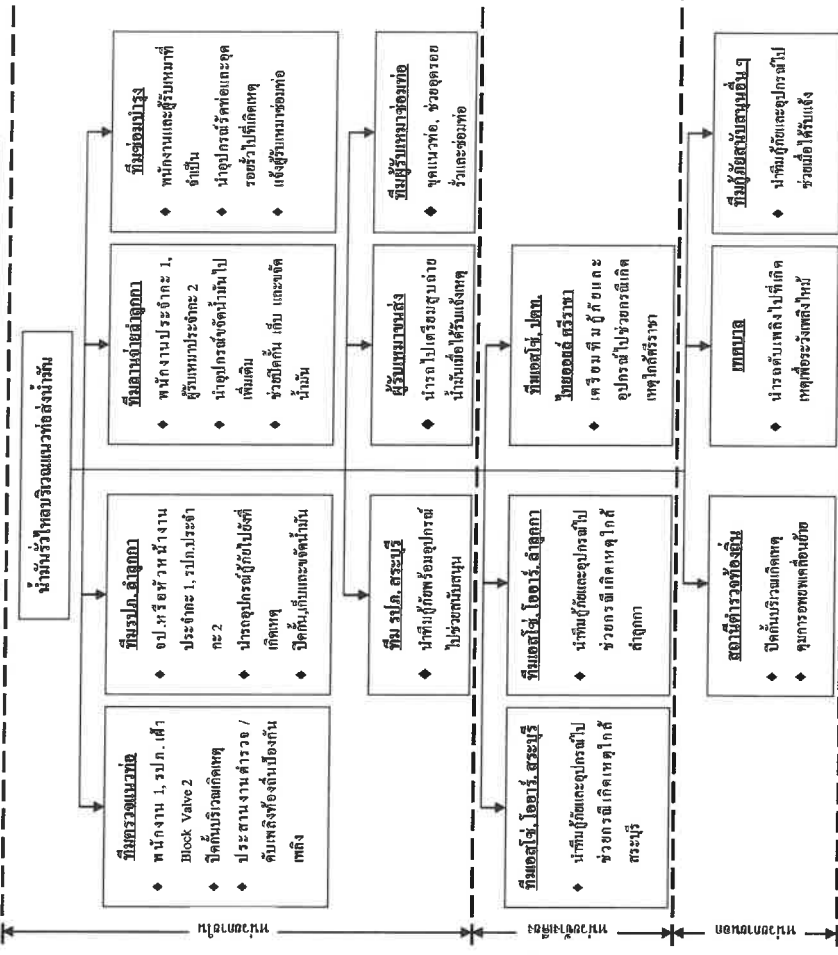 น้ำมันรั่วไหลบริเวณแนวท่อส่งน้ำมัน
หน่วยภายใน
ทีมตรวจแนวท่อ
◆ พนักงาน 1, รปภ. เฝ้า
Block Valve 2
◆ ปิดกั้นบริเวณเกิดเหตุ
◆ ประสานงานตำรวจ /
ดับเพลิงท้องถิ่นป้องกัน
เพลิง
ทีมรปภ. ลำลูกกา
◆ จป.หรือหัวหน้างาน
ประจำกะ 1, รปภ.ประจำ
กะ 2
◆ นำรถอุปกรณ์กู้ภัยไปยังที่
เกิดเหตุ
◆ ปิดกั้น,เก็บและขจัดน้ำมัน
ทีมลานจ่ายลำลูกกา
◆ พนักงานประจำกะ 1,
ผู้รับเหมาประจำกะ 2
◆ นำอุปกรณ์ขจัดน้ำมันไป
เพิ่มเติม
◆ ช่วยปิดกั้น เก็บ และขจัด
น้ำมัน
ทีมซ่อมบำรุง
◆ พนักงานและผู้รับเหมาที่
จำเป็น
◆ นำอุปกรณ์รัดท่อและอุด
รอยรั่วไปที่เกิดเหตุ
◆ แจ้งผู้รับเหมาซ่อมท่อ
ทีม รปภ. สระบุรี
◆ นำทีมกู้ภัยพร้อมอุปกรณ์
ไปช่วยสนับสนุน
ผู้รับเหมาขนส่ง
◆ นำรถไปเตรียมสูบถ่าย
น้ำมันเมื่อได้รับแจ้งเหตุ
ทีมผู้รับเหมาซ่อมท่อ
◆ ขุดแนวท่อ, ช่วยอุดรอย
รั่วและซ่อมท่อ
ทีมเอสโซ่, โออาร์, สระบุรี
◆ นำทีมกู้ภัยและอุปกรณ์ไป
ช่วยกรณีเกิดเหตุใกล้
สระบุรี
ทีมเอสโซ่, โออาร์, ลำลูกกา
◆ นำทีมกู้ภัยและอุปกรณ์ไป
ช่วยกรณีเกิดเหตุใกล้
ลำลูกกา
ทีมเอสโซ่, ปตท.
ไทยออยล์ ศรีราชา
◆ เตรียมทีมกู้ภัยและ
อุปกรณ์ไปช่วยกรณีเกิด
เหตุใกล้ศรีราชา
หน่วยภายนอก
สถานีตำรวจท้องถิ่น
◆ ปิดกั้นบริเวณเกิดเหตุ
◆ คุมการอพยพเคลื่อนย้าย
เทศบาล
◆ นำรถดับเพลิงไปที่เกิด
เหตุเพื่อระวังเพลิงไหม้
ทีมกู้ภัยสนับสนุนอื่น ๆ
◆ นำทีมกู้ภัยและอุปกรณ์ไป
ช่วยเมื่อได้รับแจ้ง